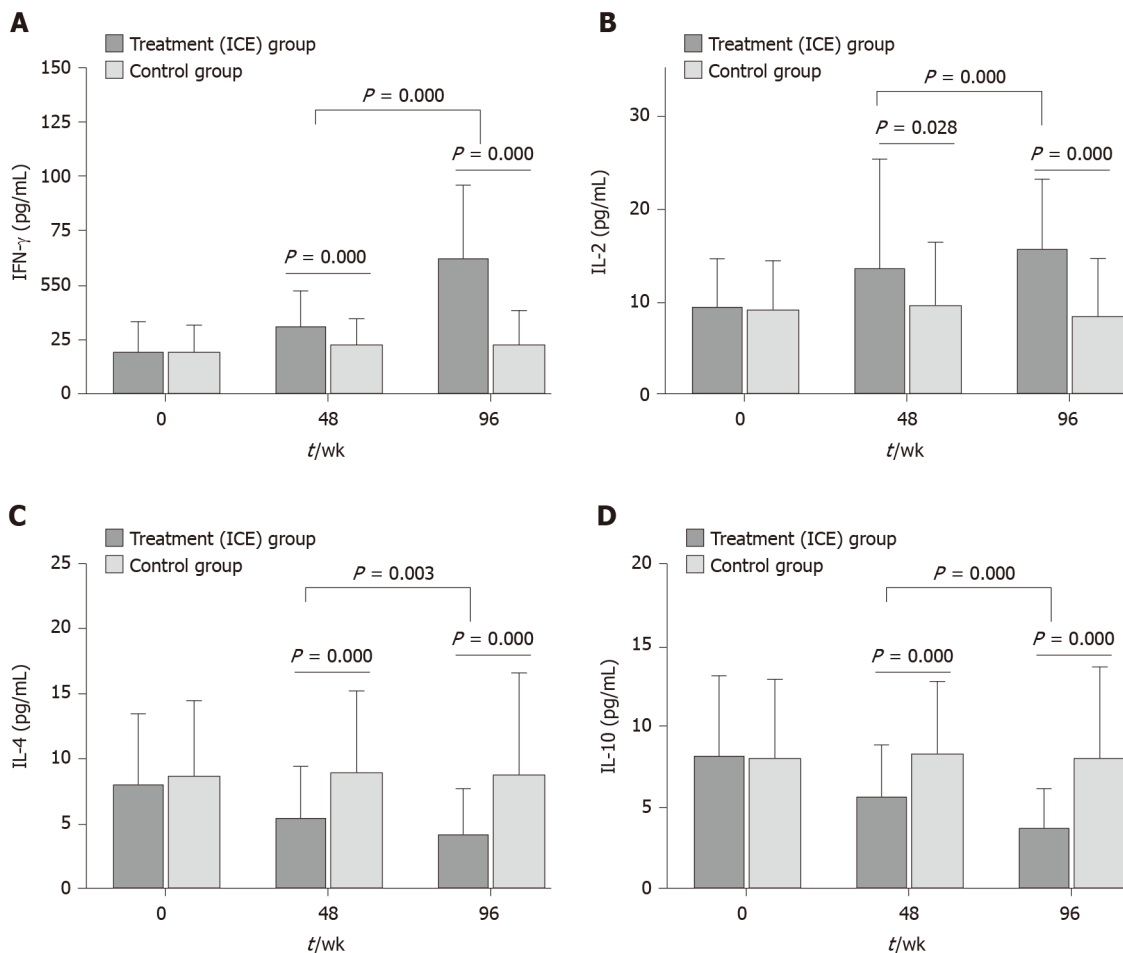 A
Treatment (ICE) group
Control group
150
125
100
75
550
25
0
IFN-γ (pg/mL)
P = 0.000
P = 0.000
P = 0.000
0 48 96
t/wk
B
Treatment (ICE) group
Control group
30
20
10
0
IL-2 (pg/mL)
P = 0.000
P = 0.028
P = 0.000
0 48 96
t/wk
C
Treatment (ICE) group
Control group
25
20
15
10
5
0
IL-4 (pg/mL)
P = 0.003
P = 0.000
P = 0.000
0 48 96
t/wk
D
Treatment (ICE) group
Control group
20
15
10
5
0
IL-10 (pg/mL)
P = 0.000
P = 0.000
P = 0.000
0 48 96
t/wk